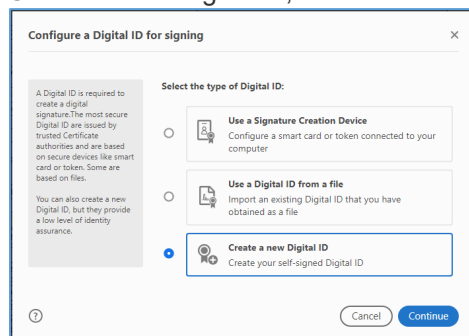 Configure a Digital ID for signing
A Digital ID is required to
create a digital
signature.The most secure
Digital ID are issued by
trusted Certificate
authorities and are based
on secure devices like smart
card or token. Some are
based on files.
You can also create a new
Digital ID, but they provide
a low level of identity
assurance.
Select the type of Digital ID:
Use a Signature Creation Device
Configure a smart card or token connected to your
computer
Use a Digital ID from a file
Import an existing Digital ID that you have
obtained as a file
Create a new Digital ID
Create your self-signed Digital ID
Cancel
Continue